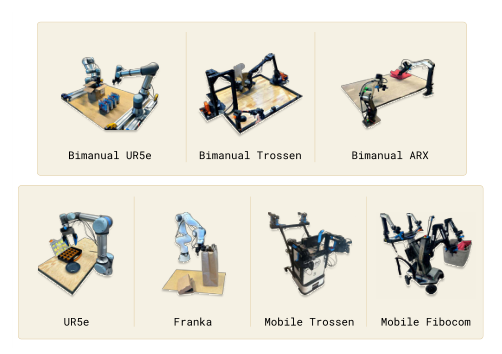 Bimanual UR5e
Bimanual Trossen
Bimanual ARX
UR5e
Franka
Mobile Trossen
Mobile Fibocom